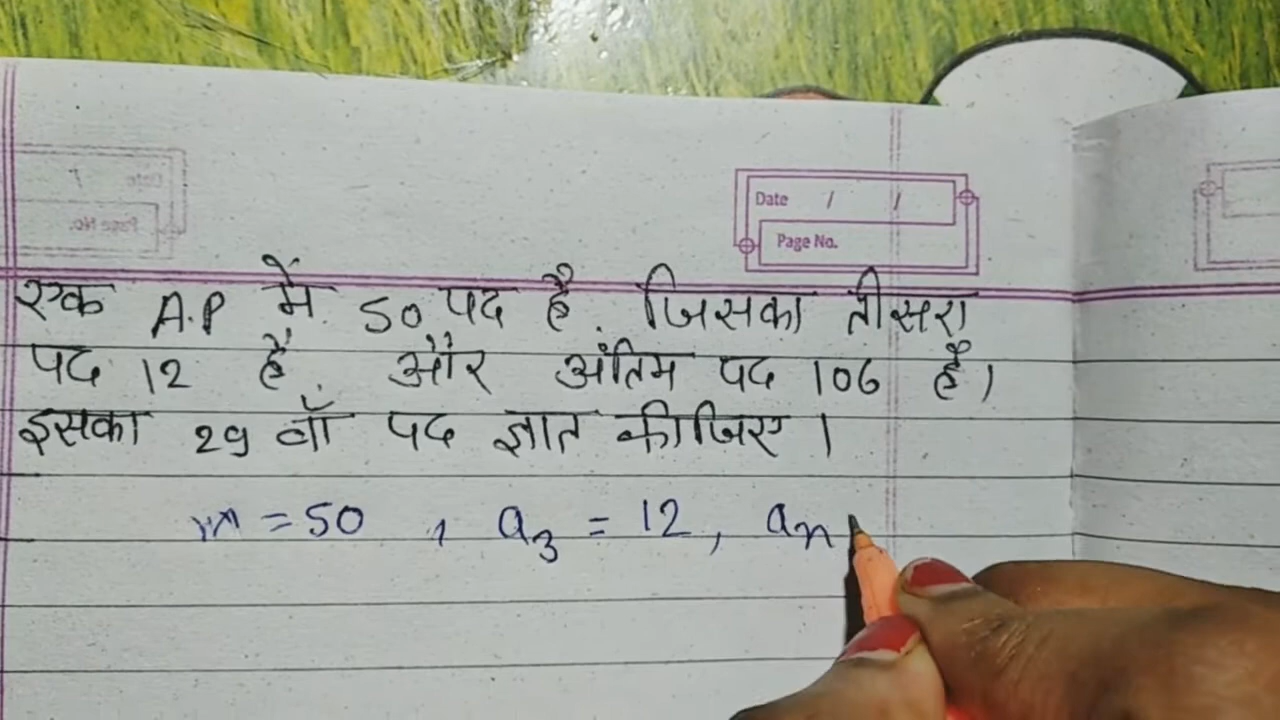 Date / /
Page No.
एक A.P में 50 पद है. जिसका तीसरा
पद 12 है. और अंतिम पद 106 है।
इसका 29 वाँ पद ज्ञात कीजिए।
n = 50 , a₃ = 12, aₙ